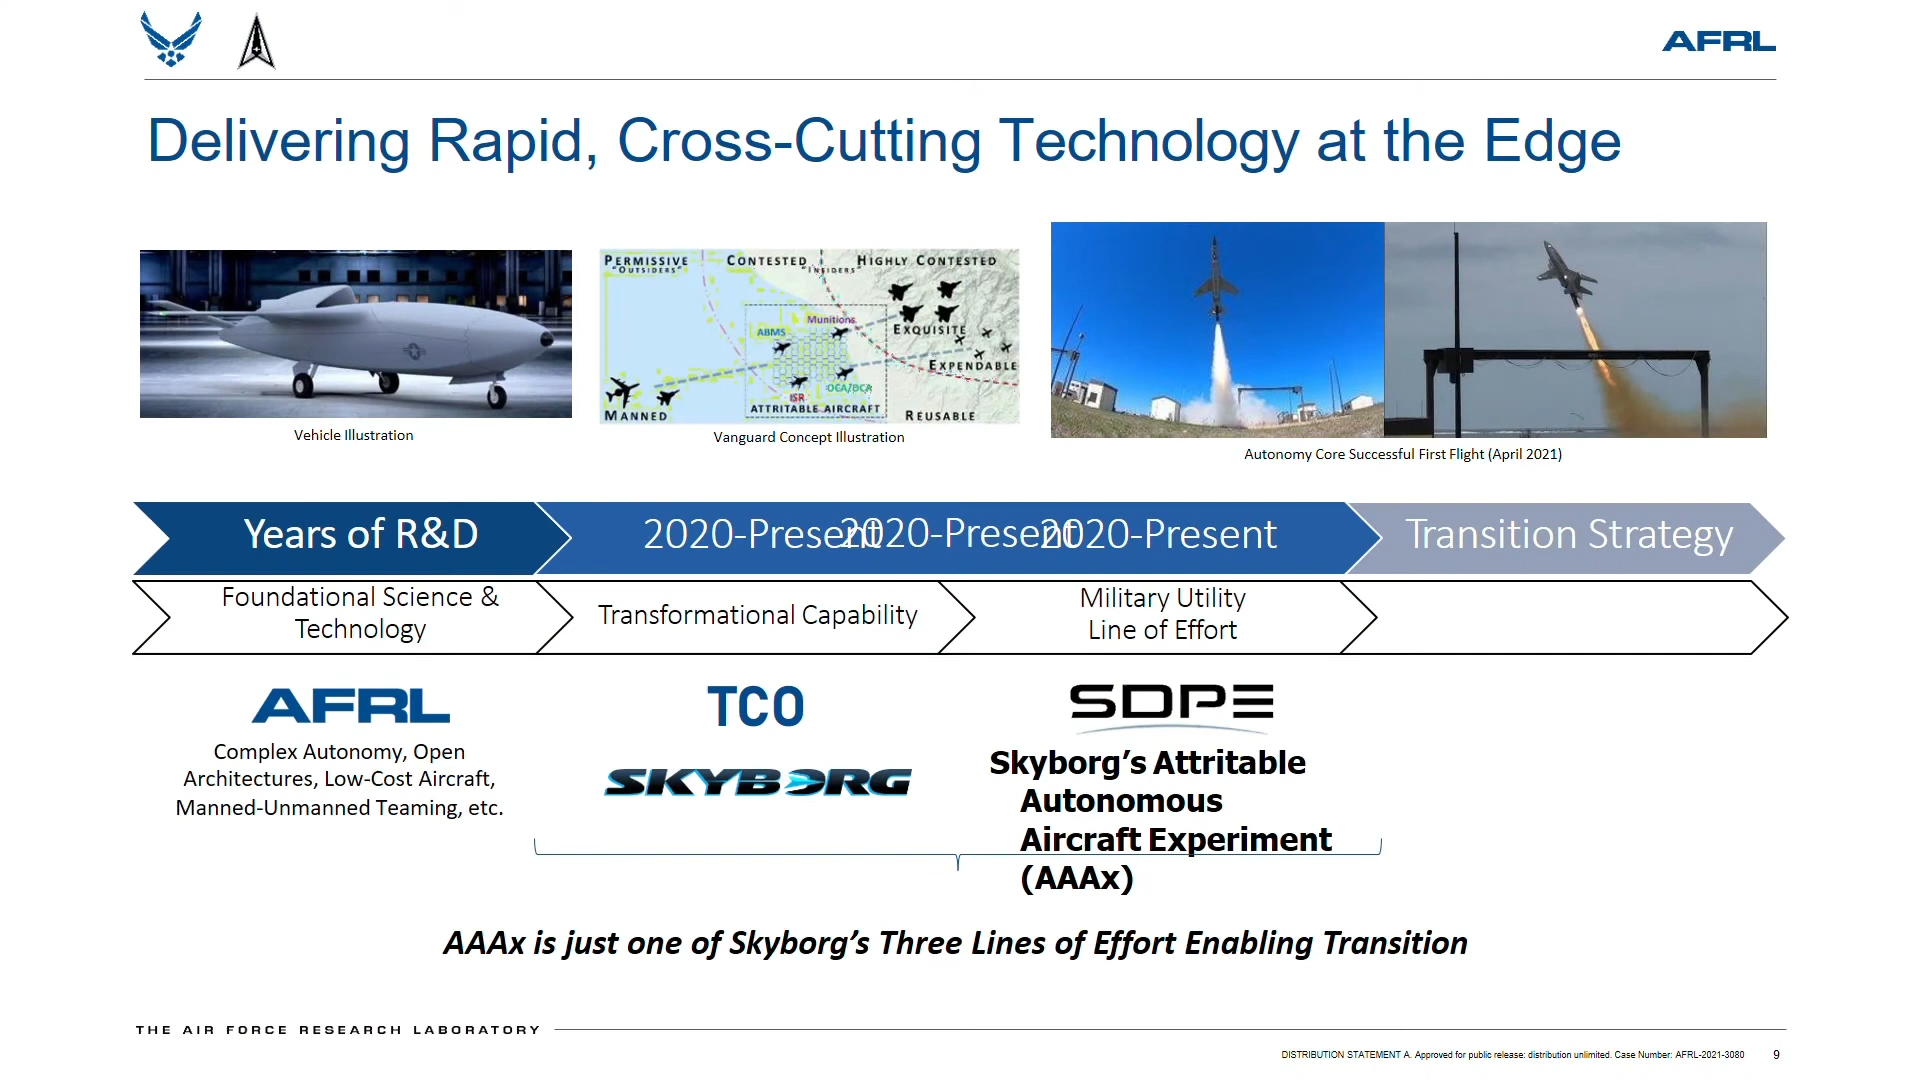 AFRL
Delivering Rapid, Cross-Cutting Technology at the Edge
PERMISSIVE
"OUTSIDERS"
CONTESTED
"INSIDERS"
HIGHLY CONTESTED
Munitions
ABMS
EXQUISITE
EXPENDABLE
OCA/DCA
ISR
ATTRITABLE AIRCRAFT
MANNED
REUSABLE
Vehicle Illustration
Vanguard Concept Illustration
Autonomy Core Successful First Flight (April 2021)
Years of R&D
2020-Present
2020-Present
2020-Present
Transition Strategy
Foundational Science &
Technology
Transformational Capability
Military Utility
Line of Effort
AFRL
Complex Autonomy, Open
Architectures, Low-Cost Aircraft,
Manned-Unmanned Teaming, etc.
TCO
SKYBORG
SDPE
Skyborg’s Attritable
Autonomous
Aircraft Experiment
(AAAx)
AAAx is just one of Skyborg’s Three Lines of Effort Enabling Transition
THE AIR FORCE RESEARCH LABORATORY
DISTRIBUTION STATEMENT A. Approved for public release: distribution unlimited. Case Number: AFRL-2021-3080
9